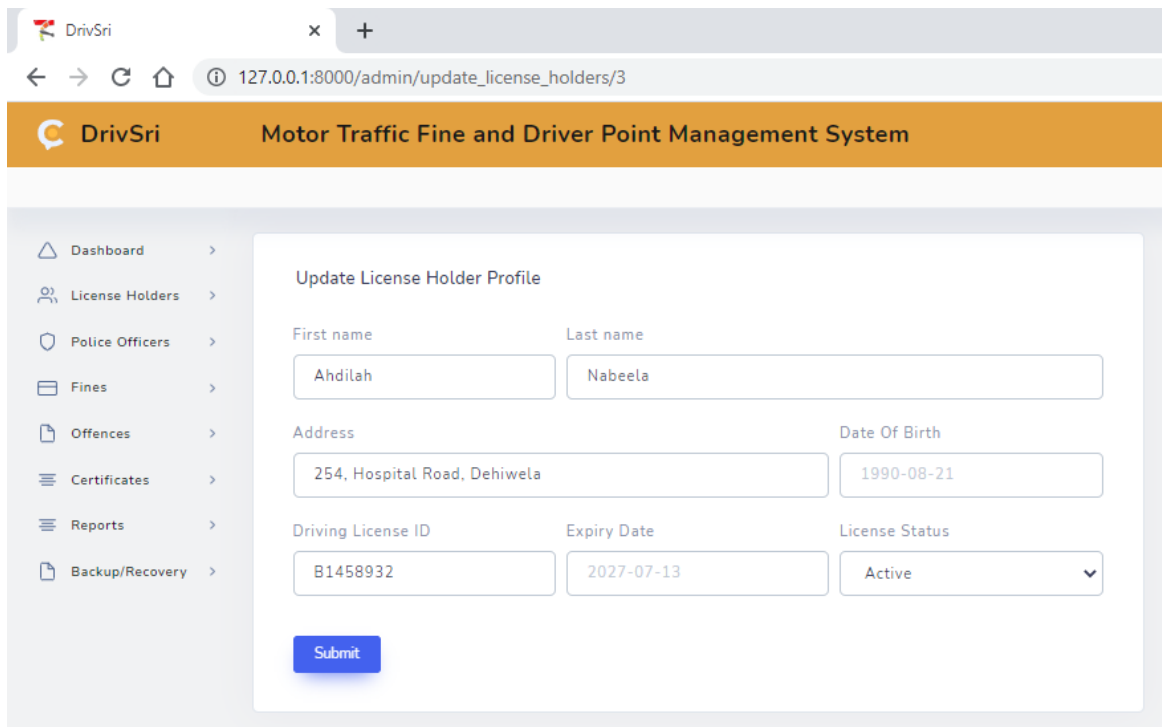 DrivSri
127.0.0.1:8000/admin/update_license_holders/3
DrivSri Motor Traffic Fine and Driver Point Management System
Dashboard
License Holders
Police Officers
Fines
Offences
Certificates
Reports
Backup/Recovery
Update License Holder Profile
First name Last name
Ahdilah Nabeela
Address Date Of Birth
254, Hospital Road, Dehiwela 1990-08-21
Driving License ID Expiry Date License Status
B1458932 2027-07-13 Active
Submit